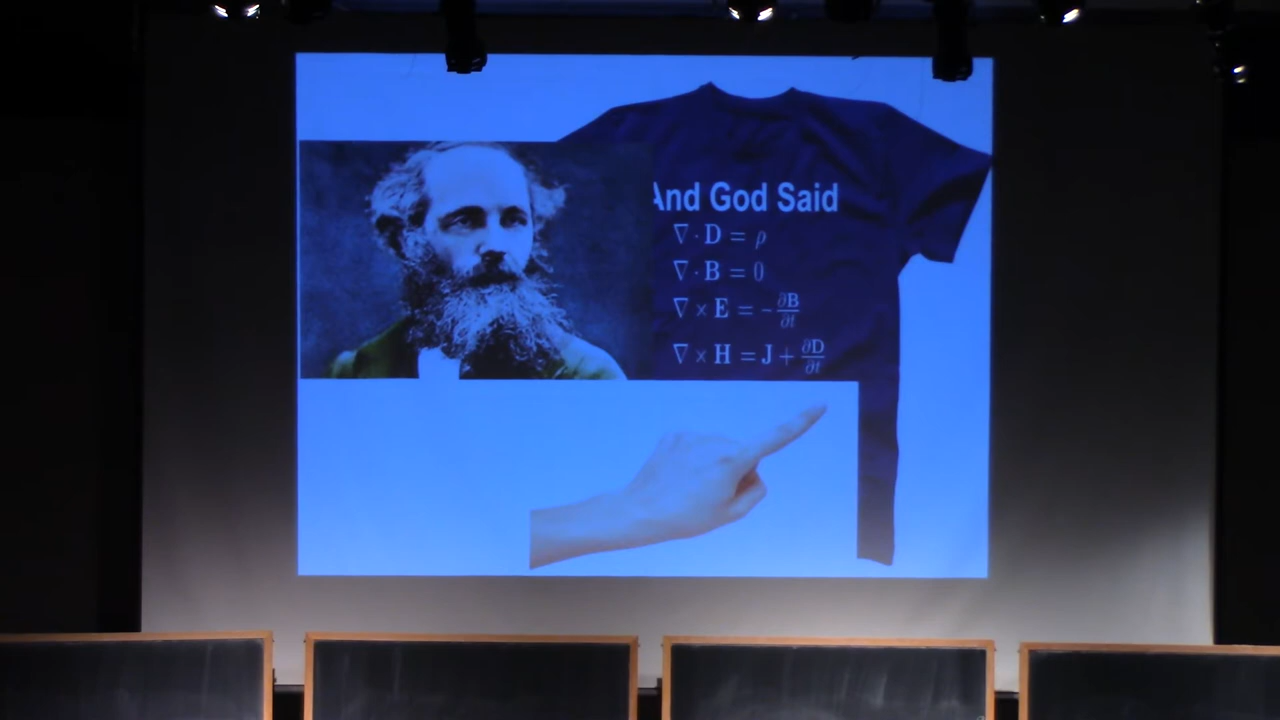 And God Said
∇ · D = ρ
∇ · B = 0
∇ × E = -∂B/∂t
∇ × H = J + ∂D/∂t